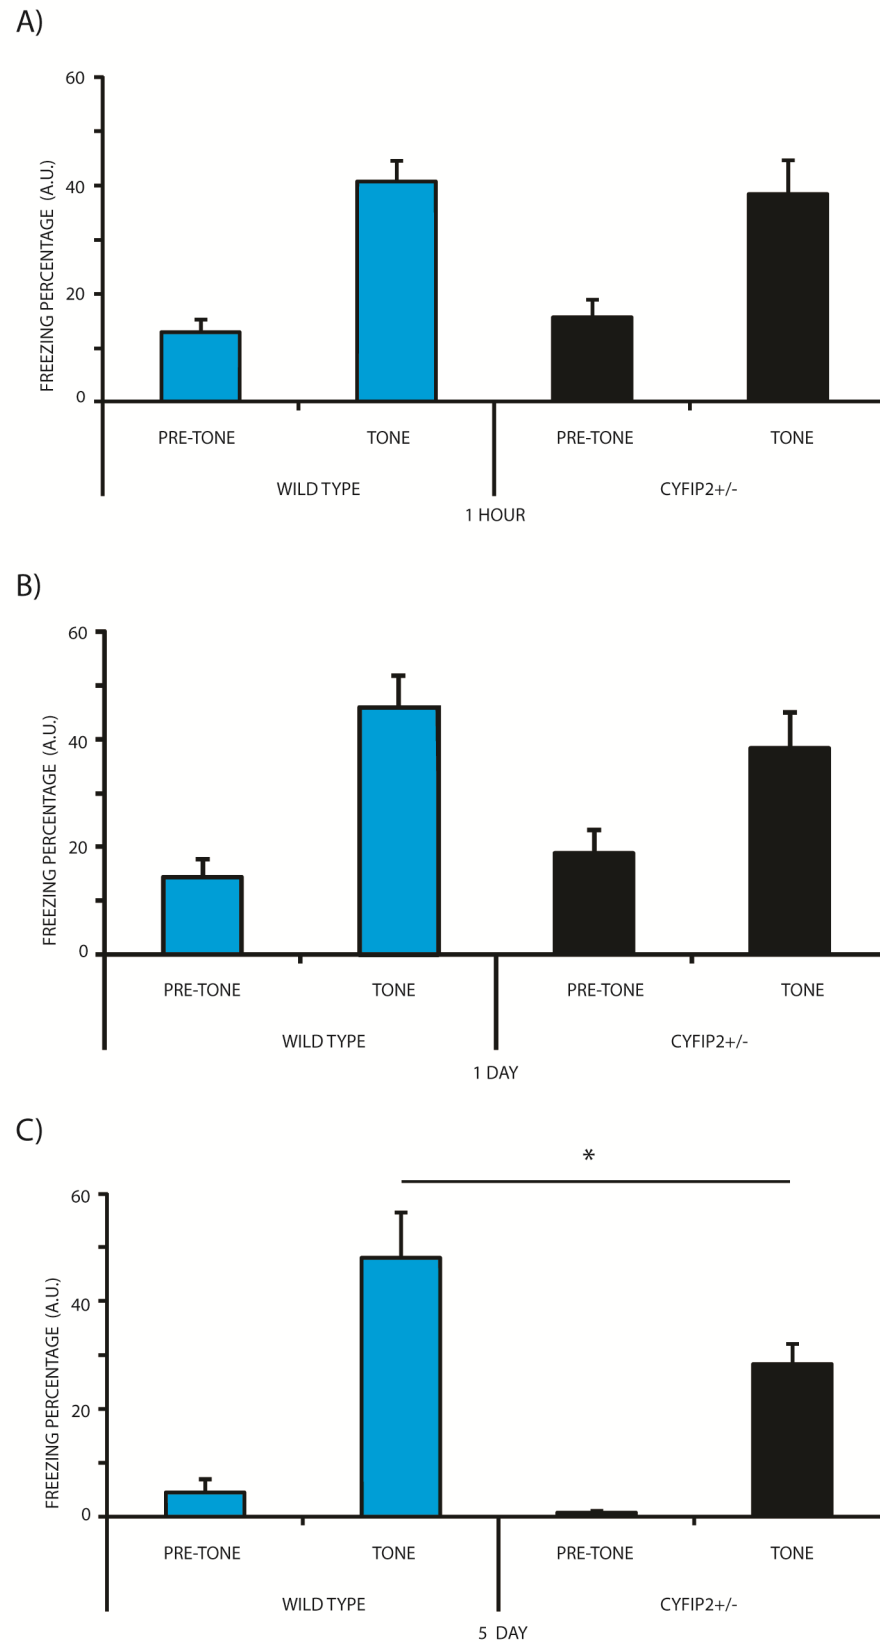 A)
FREEZING PERCENTAGE (A.U.)
60
40
20
0
PRE-TONE TONE PRE-TONE TONE
WILD TYPE CYFIP2+/-
1 HOUR
B)
FREEZING PERCENTAGE (A.U.)
60
40
20
0
PRE-TONE TONE PRE-TONE TONE
WILD TYPE CYFIP2+/-
1 DAY
C)
*
FREEZING PERCENTAGE (A.U.)
60
40
20
0
PRE-TONE TONE PRE-TONE TONE
WILD TYPE CYFIP2+/-
5 DAY